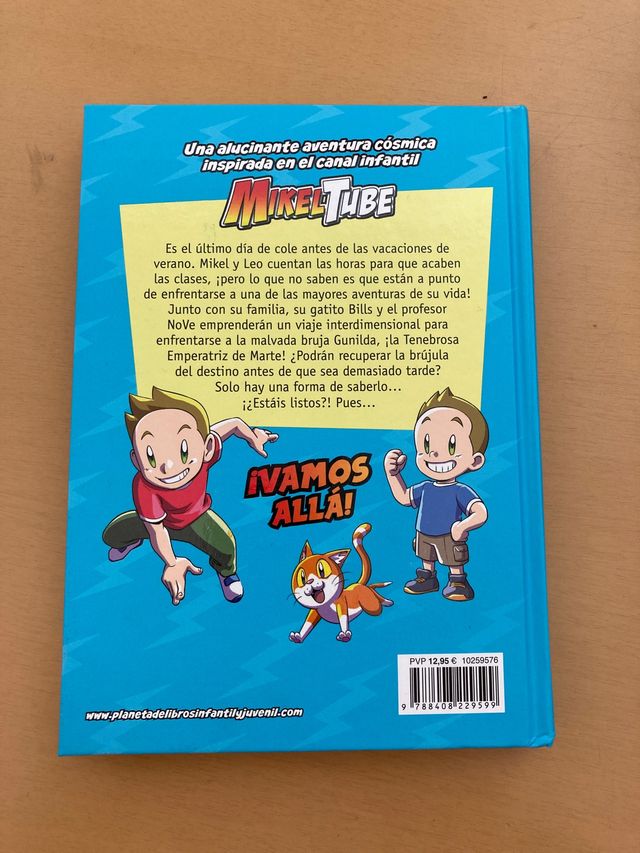 Una alucinante aventura cósmica
inspirada en el canal infantil
MIKELTUBE
Es el último día de cole antes de las vacaciones de
verano. Mikel y Leo cuentan las horas para que acaben
las clases, ¡pero lo que no saben es que están a punto
de enfrentarse a una de las mayores aventuras de su vida!
Junto con su familia, su gatito Bills y el profesor
NoVe emprenderán un viaje interdimensional para
enfrentarse a la malvada bruja Gunilda, ¡la Tenebrosa
Emperatriz de Marte! ¿Podrán recuperar la brújula
del destino antes de que sea demasiado tarde?
Solo hay una forma de saberlo...
¡¿Estáis listos?! Pues...
¡VAMOS
ALLÁ!
PVP 12,95 € 10259576
9 788408 229599
www.planetadelibrosinfantilyjuvenil.com